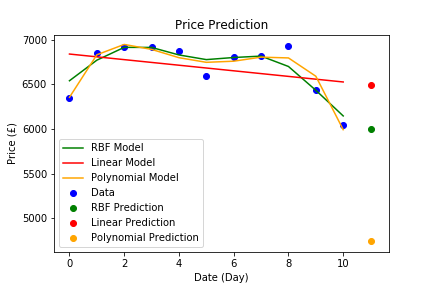 Price Prediction
7000
6500
6000
5500
5000
Price (£)
RBF Model
Linear Model
Polynomial Model
Data
RBF Prediction
Linear Prediction
Polynomial Prediction
0 2 4 6 8 10
Date (Day)